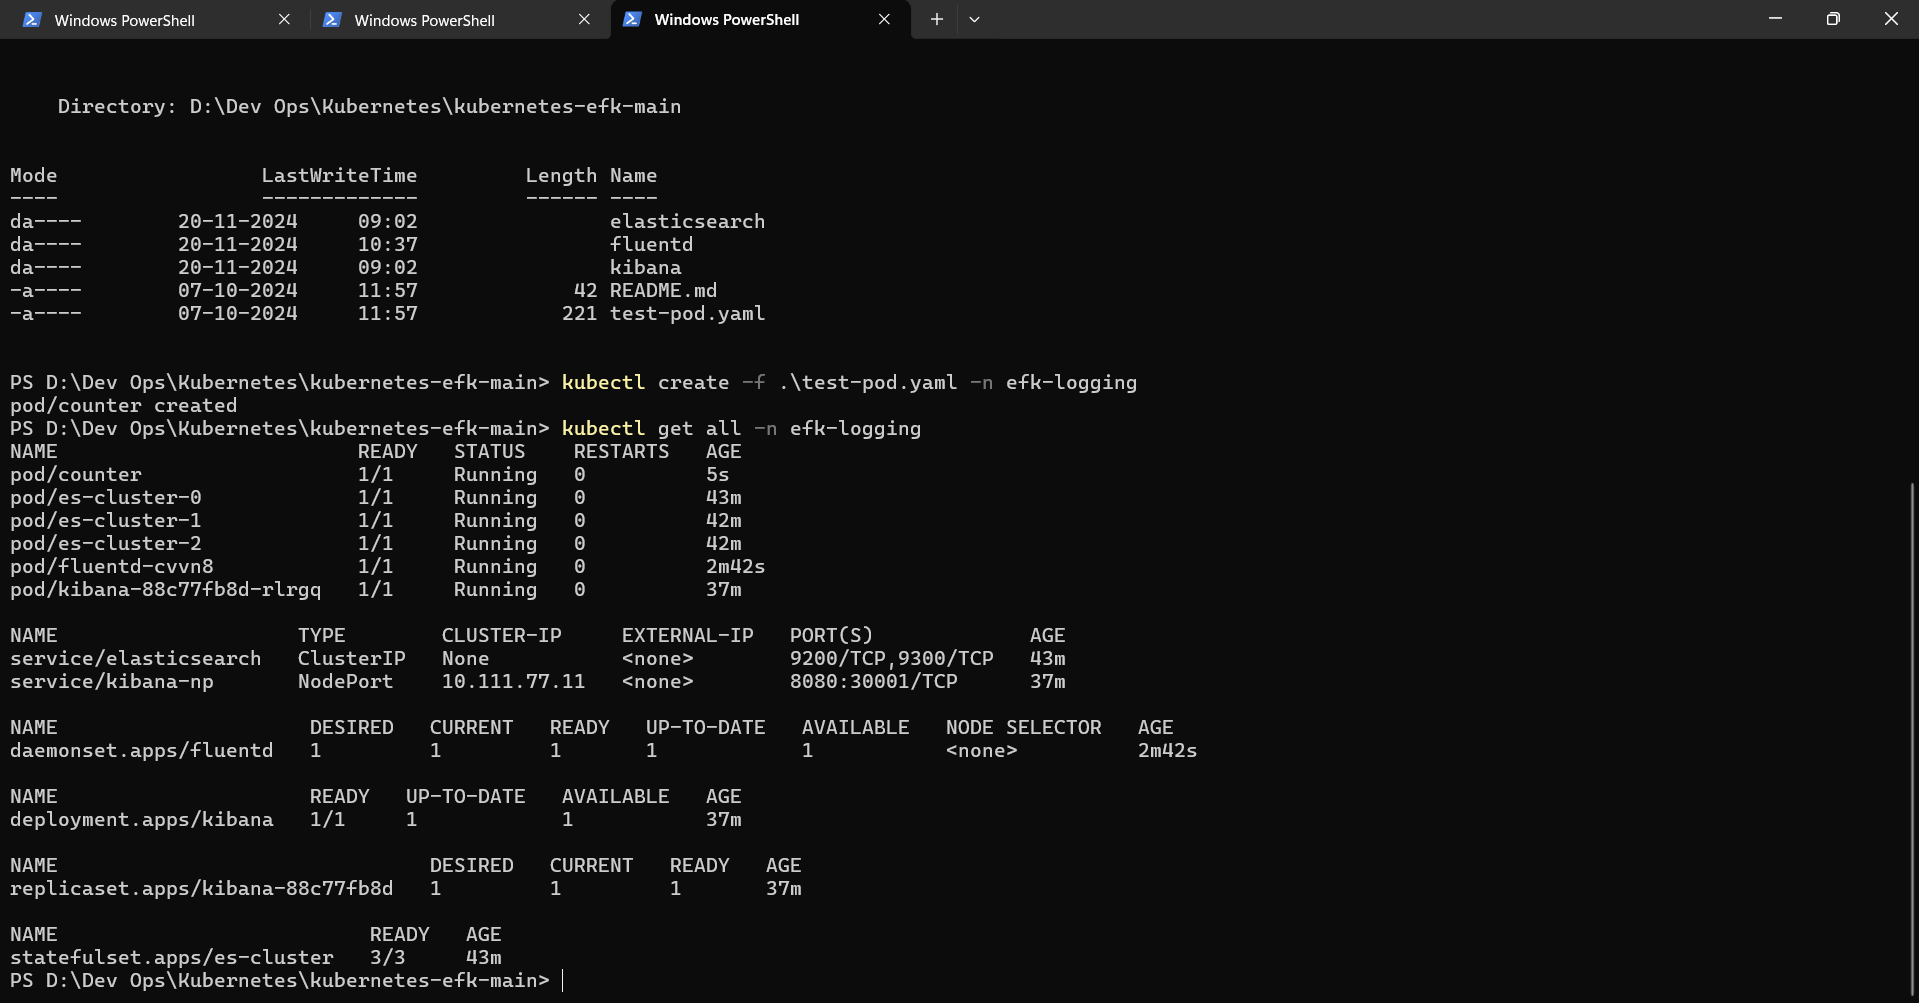 Windows PowerShell Windows PowerShell Windows PowerShell
Directory: D:\Dev Ops\Kubernetes\kubernetes-efk-main
Mode LastWriteTime Length Name
---- ------------- ------ ----
da---- 20-11-2024 09:02 elasticsearch
da---- 20-11-2024 10:37 fluentd
da---- 20-11-2024 09:02 kibana
-a---- 07-10-2024 11:57 42 README.md
-a---- 07-10-2024 11:57 221 test-pod.yaml
PS D:\Dev Ops\Kubernetes\kubernetes-efk-main> kubectl create -f .\test-pod.yaml -n efk-logging
pod/counter created
PS D:\Dev Ops\Kubernetes\kubernetes-efk-main> kubectl get all -n efk-logging
NAME READY STATUS RESTARTS AGE
pod/counter 1/1 Running 0 5s
pod/es-cluster-0 1/1 Running 0 43m
pod/es-cluster-1 1/1 Running 0 42m
pod/es-cluster-2 1/1 Running 0 42m
pod/fluentd-cvvn8 1/1 Running 0 2m42s
pod/kibana-88c77fb8d-rlrgq 1/1 Running 0 37m
NAME TYPE CLUSTER-IP EXTERNAL-IP PORT(S) AGE
service/elasticsearch ClusterIP None <none> 9200/TCP,9300/TCP 43m
service/kibana-np NodePort 10.111.77.11 <none> 8080:30001/TCP 37m
NAME DESIRED CURRENT READY UP-TO-DATE AVAILABLE NODE SELECTOR AGE
daemonset.apps/fluentd 1 1 1 1 1 <none> 2m42s
NAME READY UP-TO-DATE AVAILABLE AGE
deployment.apps/kibana 1/1 1 1 37m
NAME DESIRED CURRENT READY AGE
replicaset.apps/kibana-88c77fb8d 1 1 1 37m
NAME READY AGE
statefulset.apps/es-cluster 3/3 43m
PS D:\Dev Ops\Kubernetes\kubernetes-efk-main>